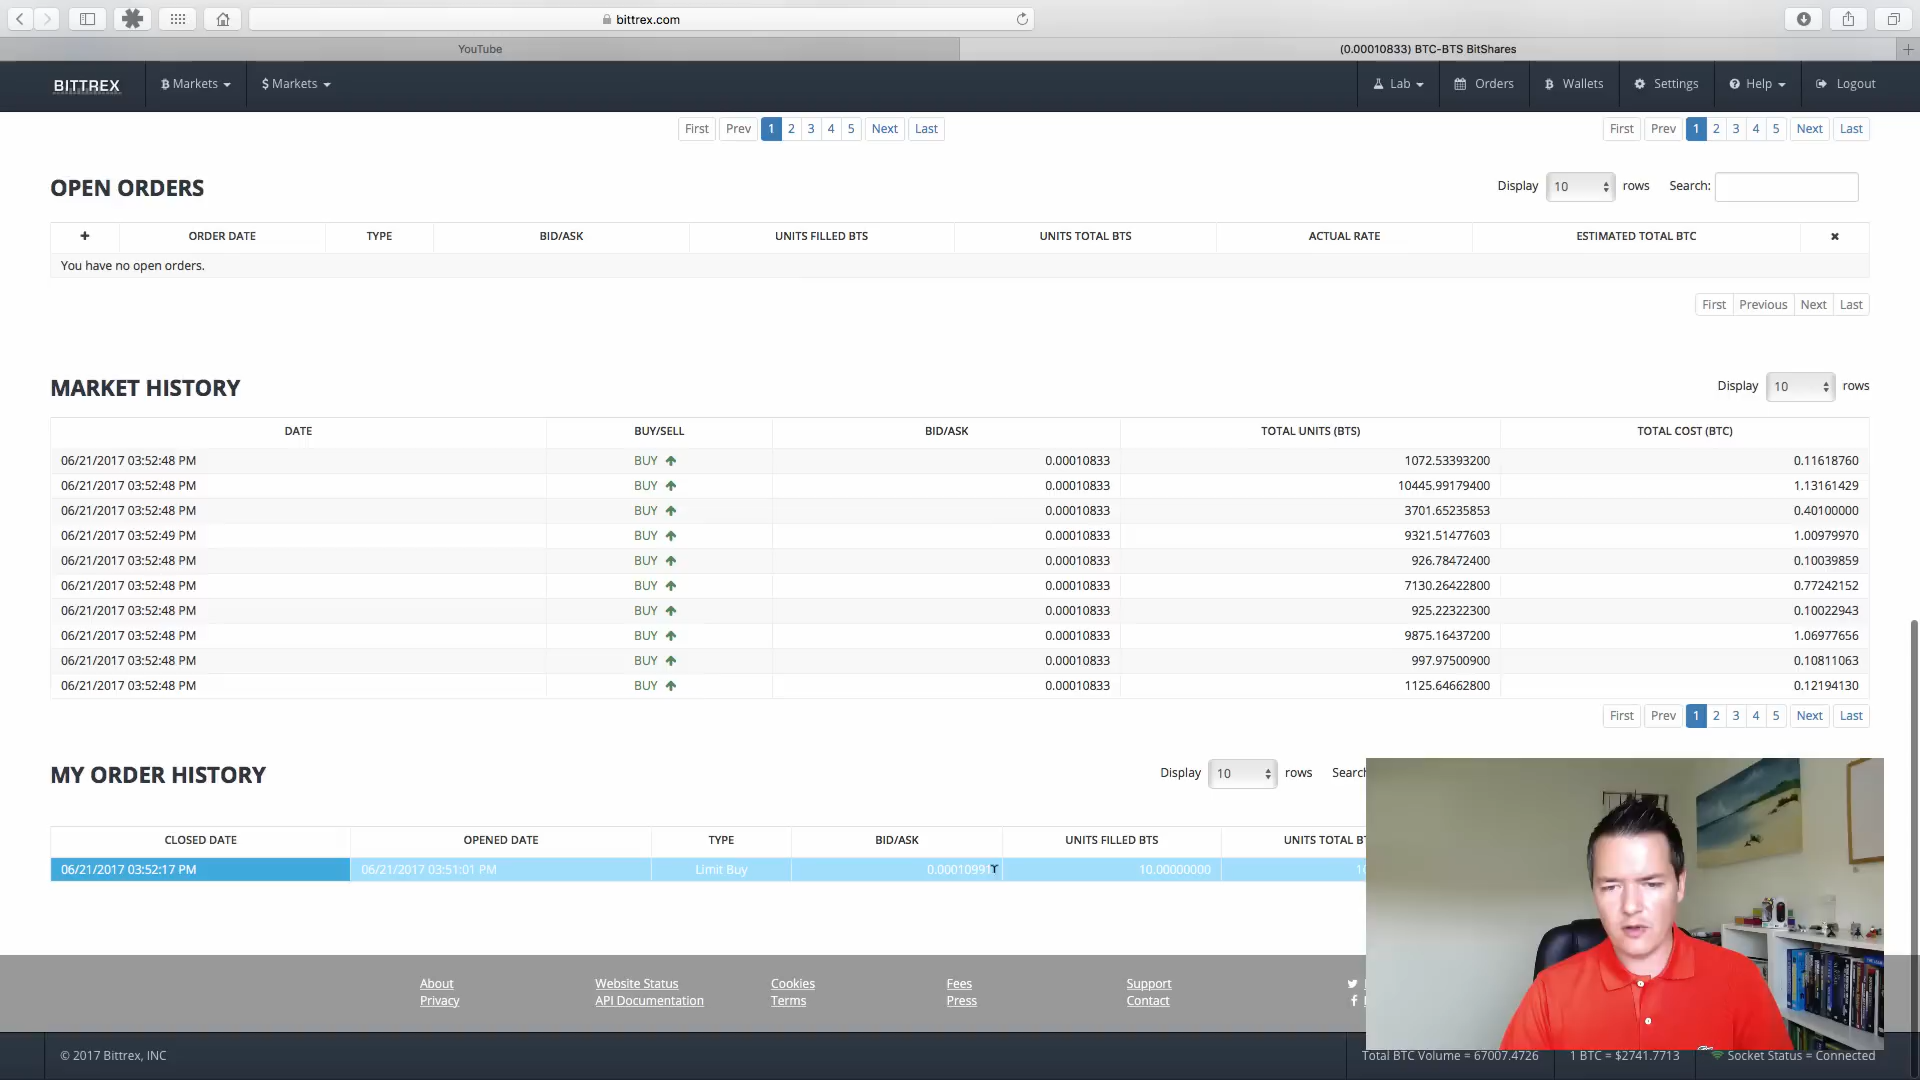 bittrex.com
YouTube
(0.00010833) BTC-BTS BitShares
BITTREX
Markets
$ Markets
Lab
Orders
Wallets
Settings
Help
Logout
First Prev 1 2 3 4 5 Next Last
First Prev 1 2 3 4 5 Next Last
OPEN ORDERS
Display 10 rows Search:
+ ORDER DATE TYPE BID/ASK UNITS FILLED BTS UNITS TOTAL BTS ACTUAL RATE ESTIMATED TOTAL BTC ×
You have no open orders.
First Previous Next Last
MARKET HISTORY
Display 10 rows
DATE BUY/SELL BID/ASK TOTAL UNITS (BTS) TOTAL COST (BTC)
06/21/2017 03:52:48 PM BUY 0.00010833 1072.53393200 0.11618760
06/21/2017 03:52:48 PM BUY 0.00010833 10445.99179400 1.13161429
06/21/2017 03:52:48 PM BUY 0.00010833 3701.65235853 0.40100000
06/21/2017 03:52:49 PM BUY 0.00010833 9321.51477603 1.00979970
06/21/2017 03:52:48 PM BUY 0.00010833 926.78472400 0.10039859
06/21/2017 03:52:48 PM BUY 0.00010833 7130.26422800 0.77242152
06/21/2017 03:52:48 PM BUY 0.00010833 925.22322300 0.10022943
06/21/2017 03:52:48 PM BUY 0.00010833 9875.16437200 1.06977656
06/21/2017 03:52:48 PM BUY 0.00010833 997.97500900 0.10811063
06/21/2017 03:52:48 PM BUY 0.00010833 1125.64662800 0.12194130
First Prev 1 2 3 4 5 Next Last
MY ORDER HISTORY
Display 10 rows Search
CLOSED DATE OPENED DATE TYPE BID/ASK UNITS FILLED BTS UNITS TOTAL BT
06/21/2017 03:52:17 PM 06/21/2017 03:51:01 PM Limit Buy 0.00010991 10.00000000
About Website Status Cookies Fees Support
Privacy API Documentation Terms Press Contact
© 2017 Bittrex, INC
Total BTC Volume = 67007.4726
1 BTC = $2741.7713
Socket Status = Connected